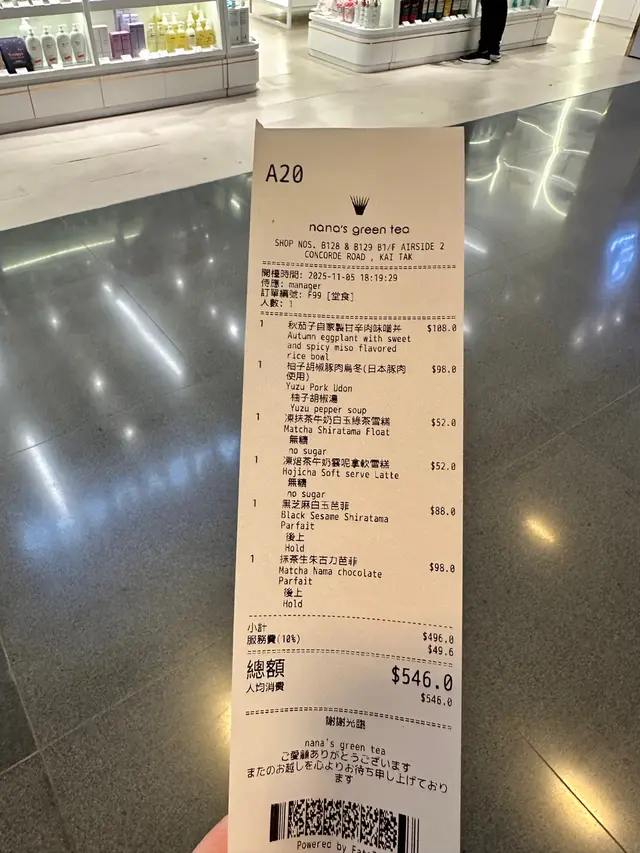 A20
nana's green tea
SHOP NOS. B128 & B129 B1/F AIRSIDE 2
CONCORDE ROAD , KAI TAK
開檯時間: 2025-11-05 18:19:29
侍應: manager
訂單編號: F99 [堂食]
人數: 1
1 秋茄子自家製甘辛肉味噌丼 $108.0
Autumn eggplant with sweet
and spicy miso flavored
rice bowl
1 柚子胡椒豚肉烏冬(日本豚肉 $98.0
使用)
Yuzu Pork Udon
柚子胡椒湯
Yuzu pepper soup
1 凍抹茶牛奶白玉綠茶雪糕 $52.0
Matcha Shiratama Float
無糖
no sugar
1 凍焙茶牛奶雲呢拿軟雪糕 $52.0
Hojicha Soft serve Latte
無糖
no sugar
1 黑芝麻白玉芭菲 $88.0
Black Sesame Shiratama
Parfait
後上
Hold
1 抹茶生朱古力芭菲 $98.0
Matcha Nama chocolate
Parfait
後上
Hold
小計 $496.0
服務費(10%) $49.6
總額 $546.0
人均消費 $546.0
謝謝光臨
nana's green tea
ご愛顧ありがとうございます
またのお越しを心よりお待ち申し上げており
ます
Powered by